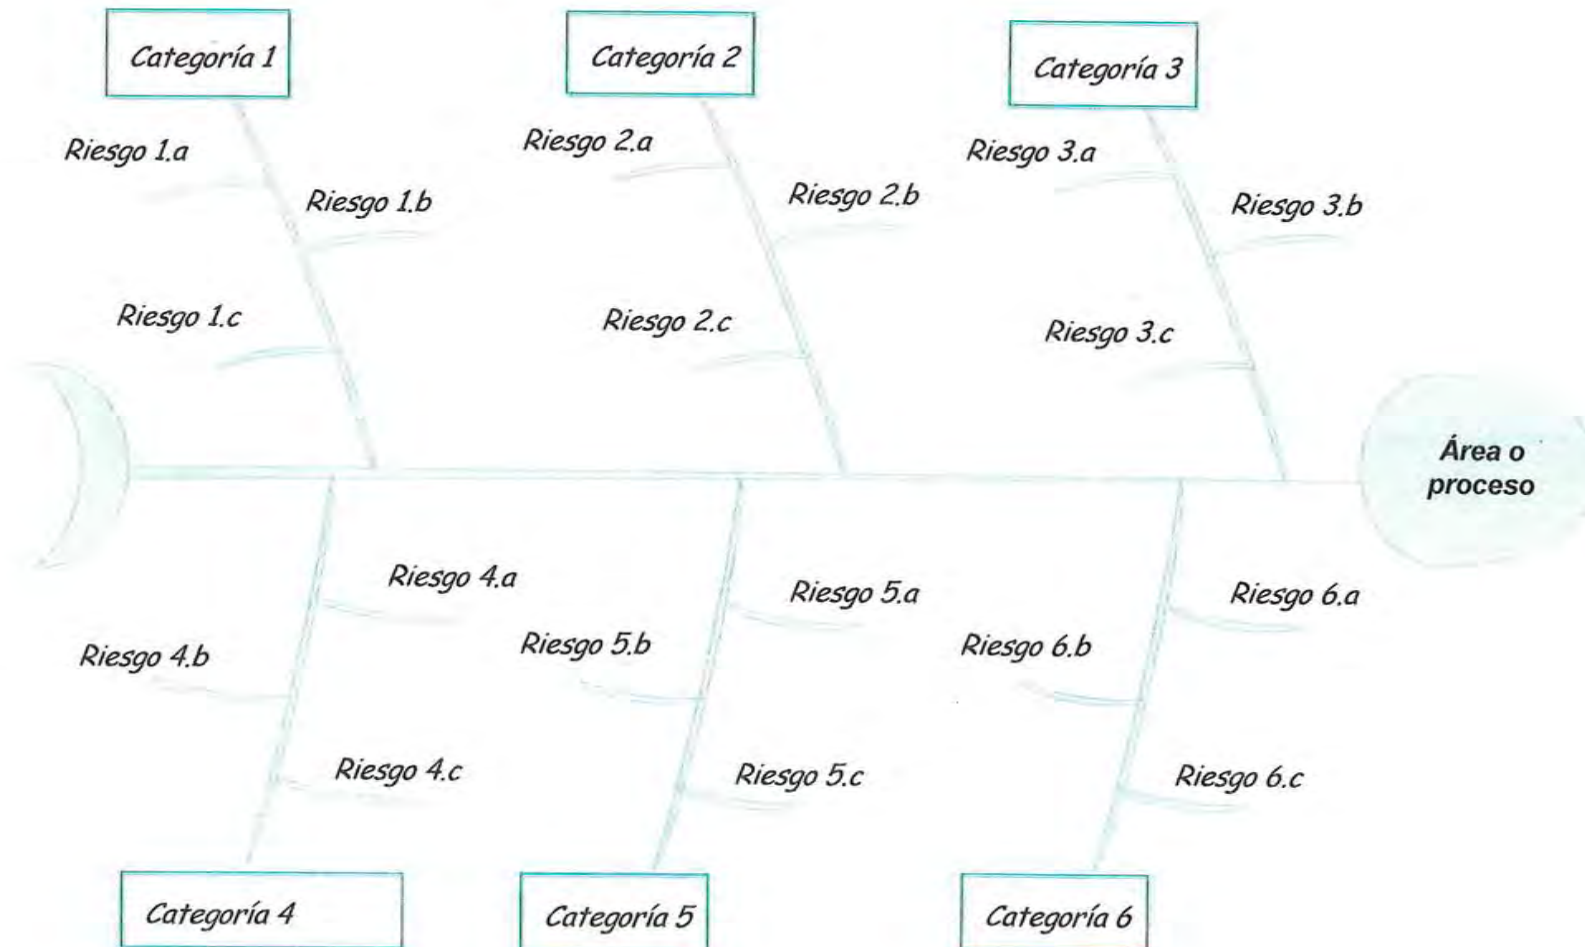 Categoría 1
Categoría 2
Categoría 3
Riesgo 1.a
Riesgo 1.b
Riesgo 1.c
Riesgo 2.a
Riesgo 2.b
Riesgo 2.c
Riesgo 3.a
Riesgo 3.b
Riesgo 3.c
Área o
proceso
Riesgo 4.a
Riesgo 4.b
Riesgo 4.c
Riesgo 5.a
Riesgo 5.b
Riesgo 5.c
Riesgo 6.a
Riesgo 6.b
Riesgo 6.c
Categoría 4
Categoría 5
Categoría 6